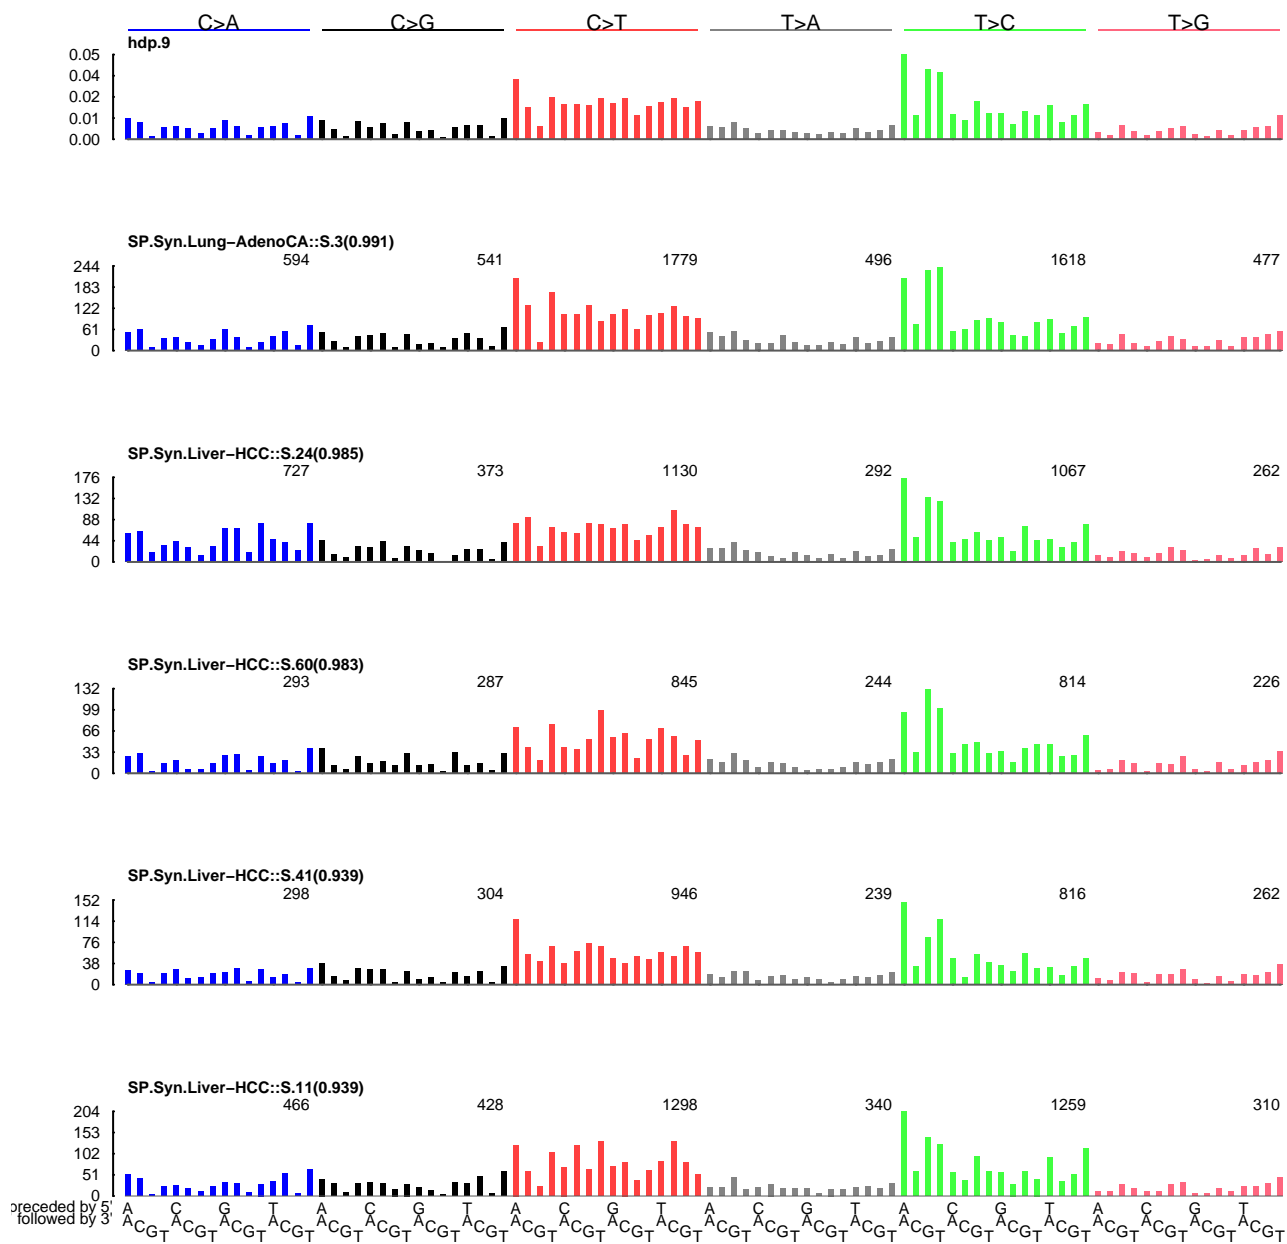 C>A C>G C>T T>A T>C T>G
hdp.9
0.05
0.04
0.02
0.01
0.00
SP.Syn.Lung−AdenoCA::S.3(0.991)
594 541 1779 496 1618 477
244
183
122
61
0
SP.Syn.Liver−HCC::S.24(0.985)
727 373 1130 292 1067 262
176
132
88
44
0
SP.Syn.Liver−HCC::S.60(0.983)
293 287 845 244 814 226
132
99
66
33
0
SP.Syn.Liver−HCC::S.41(0.939)
298 304 946 239 816 262
152
114
76
38
0
SP.Syn.Liver−HCC::S.11(0.939)
466 428 1298 340 1259 310
204
153
102
51
0
preceded by 5' A C G T A C G T A C G T A C G T A C G T A C G T
followed by 3' A C G T A C G T A C G T A C G T A C G T A C G T A C G T A C G T A C G T A C G T A C G T A C G T A C G T A C G T A C G T A C G T A C G T A C G T A C G T A C G T A C G T A C G T A C G T A C G T